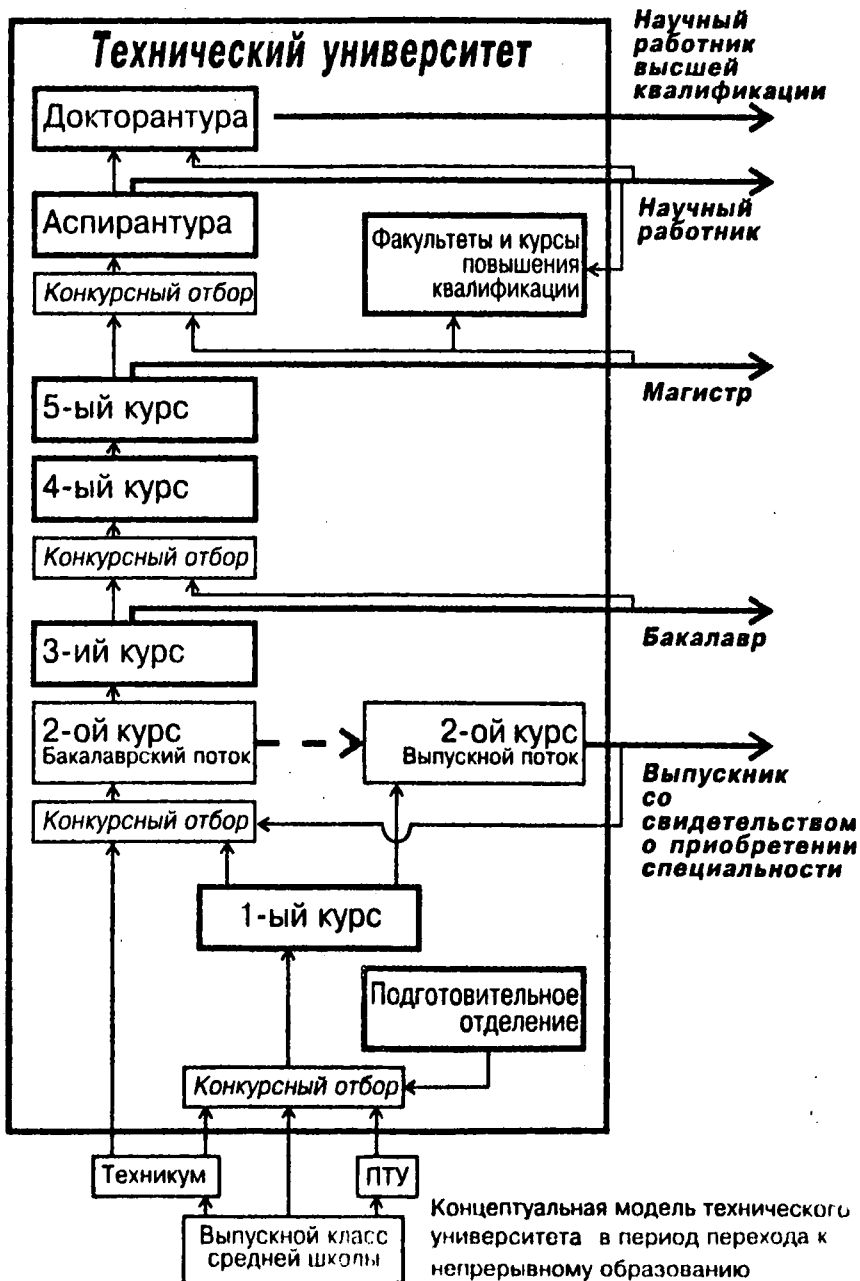 Технический университет
Научный
работник
высшей
квалификации
Докторантура
Аспирантура
Научный
работник
Факультеты и курсы
повышения
квалификации
Конкурсный отбор
Магистр
5-ый курс
4-ый курс
Конкурсный отбор
Бакалавр
3-ий курс
2-ой курс
Бакалаврский поток
2-ой курс
Выпускной поток
Выпускник
со
свидетельством
о приобретении
специальности
Конкурсный отбор
1-ый курс
Подготовительное
отделение
Конкурсный отбор
Техникум
ПТУ
Выпускной класс
средней школы
Концептуальная модель технического
университета в период перехода к
непрерывному образованию